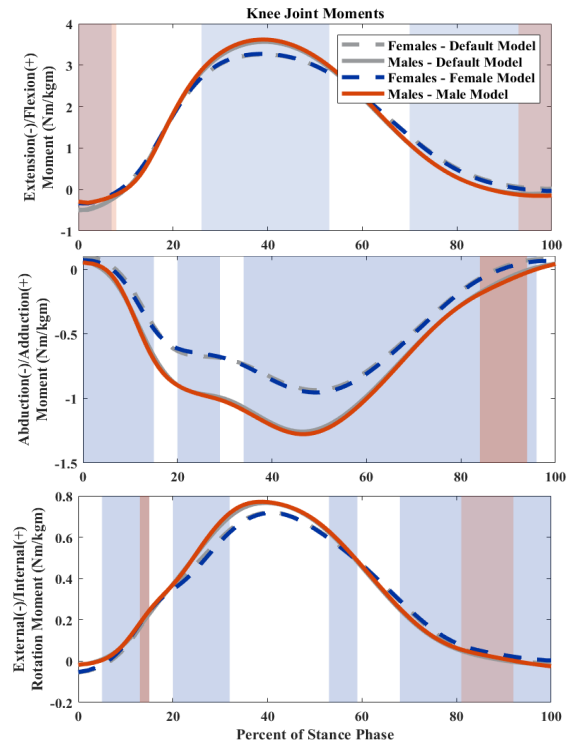 Knee Joint Moments
Extension(-)/Flexion(+)
Moment (Nm/kgm)
4
3
2
1
0
-1
Females - Default Model
Males - Default Model
Females - Female Model
Males - Male Model
0
20
40
60
80
100
Abduction(-)/Adduction(+)
Moment (Nm/kgm)
0
-0.5
-1
-1.5
0
20
40
60
80
100
External(-)/Internal(+)
Rotation Moment (Nm/kgm)
0.8
0.6
0.4
0.2
0
-0.2
0
20
40
60
80
100
Percent of Stance Phase